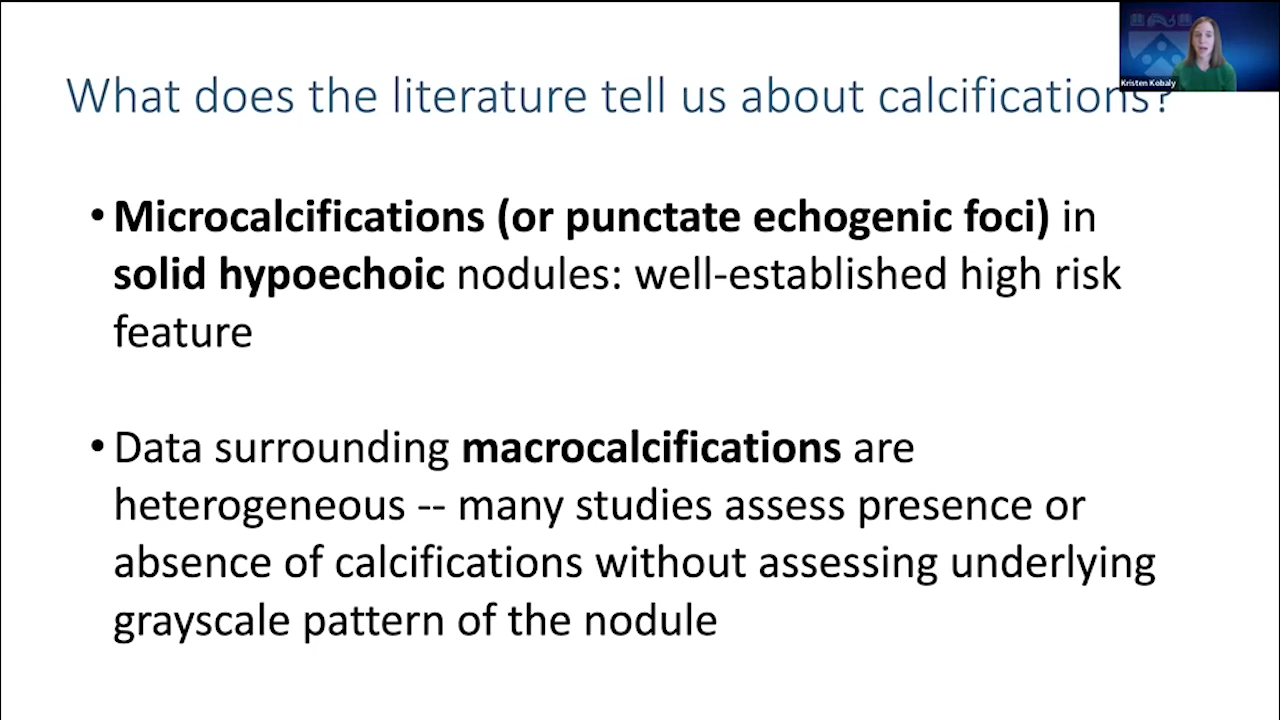 Kristen Kobaly
What does the literature tell us about calcifications?
• Microcalcifications (or punctate echogenic foci) in
solid hypoechoic nodules: well-established high risk
feature
• Data surrounding macrocalcifications are
heterogeneous -- many studies assess presence or
absence of calcifications without assessing underlying
grayscale pattern of the nodule